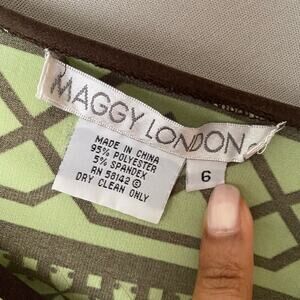 MAGGY LONDON
MADE IN CHINA
95% POLYESTER
5% SPANDEX
RN 58142 ©
DRY CLEAN ONLY
6